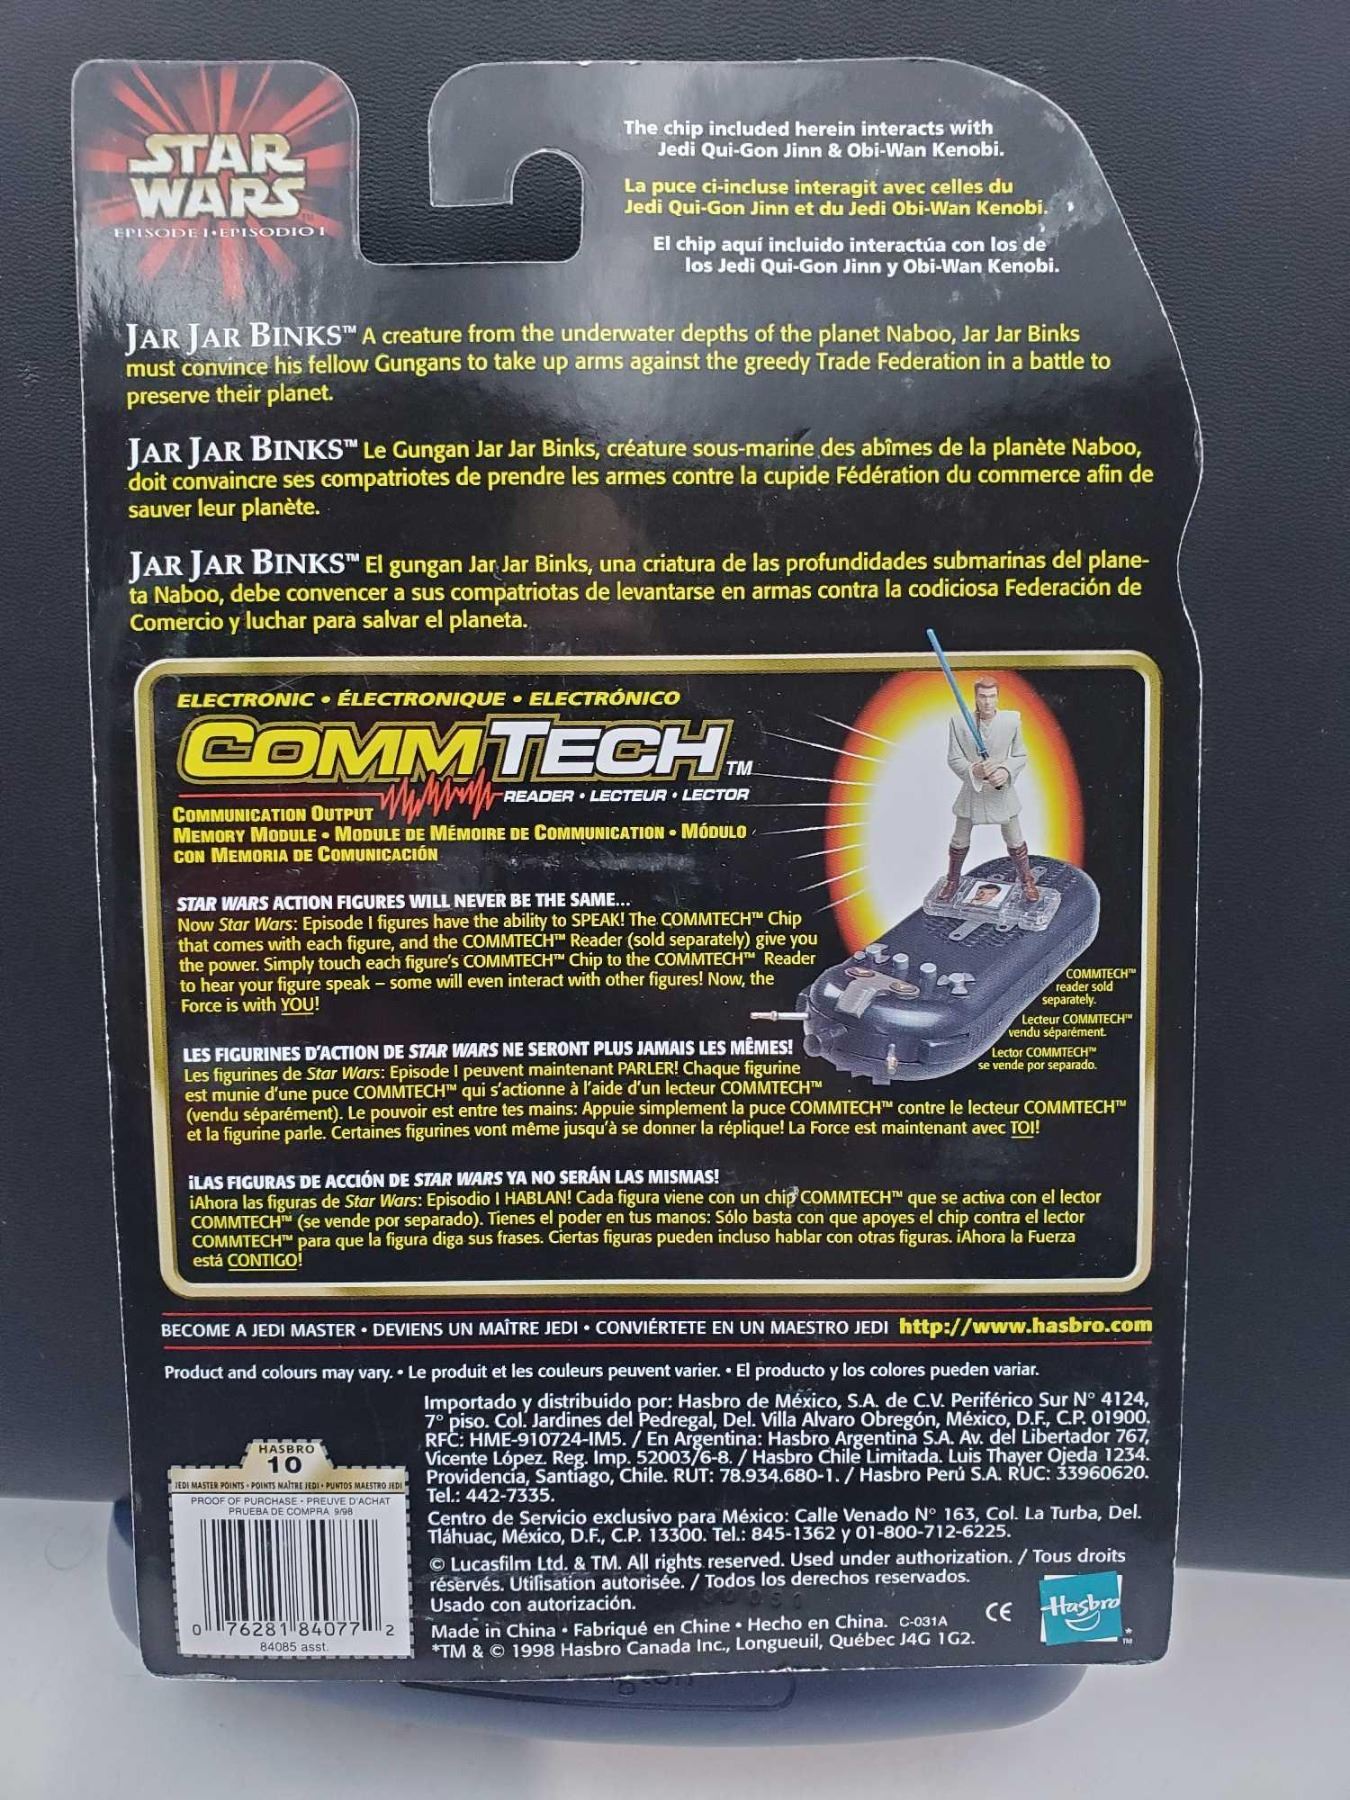 STAR
WARS
TM
EPISODE I•EPISODIO I
The chip included herein interacts with
Jedi Qui-Gon Jinn & Obi-Wan Kenobi.
La puce ci-incluse interagit avec celles du
Jedi Qui-Gon Jinn et du Jedi Obi-Wan Kenobi.
El chip aquí incluido interactúa con los de
los Jedi Qui-Gon Jinn y Obi-Wan Kenobi.
JAR JAR BINKS™ A creature from the underwater depths of the planet Naboo, Jar Jar Binks
must convince his fellow Gungans to take up arms against the greedy Trade Federation in a battle to
preserve their planet.
JAR JAR BINKS™ Le Gungan Jar Jar Binks, créature sous-marine des abîmes de la planète Naboo,
doit convaincre ses compatriotes de prendre les armes contre la cupide Fédération du commerce afin de
sauver leur planète.
JAR JAR BINKS™ El gungan Jar Jar Binks, una criatura de las profundidades submarinas del plane-
ta Naboo, debe convencer a sus compatriotas de levantarse en armas contra la codiciosa Federación de
Comercio y luchar para salvar el planeta.
ELECTRONIC • ÉLECTRONIQUE • ELECTRÓNICO
COMMTECH TM
READER • LECTEUR • LECTOR
COMMUNICATION OUTPUT
MEMORY MODULE • MODULE DE MÉMOIRE DE COMMUNICATION • MÓDULO
CON MEMORIA DE COMUNICACIÓN
STAR WARS ACTION FIGURES WILL NEVER BE THE SAME...
Now Star Wars: Episode I figures have the ability to SPEAK! The COMMTECH™ Chip
that comes with each figure, and the COMMTECH™ Reader (sold separately) give you
the power. Simply touch each figure's COMMTECH™ Chip to the COMMTECH™ Reader
to hear your figure speak – some will even interact with other figures! Now, the
Force is with YOU!
COMMTECH™
reader sold
separately.
Lecteur COMMTECH™
vendu séparément.
Lector COMMTECH™
se vende por separado.
LES FIGURINES D'ACTION DE STAR WARS NE SERONT PLUS JAMAIS LES MÊMES!
Les figurines de Star Wars: Episode I peuvent maintenant PARLER! Chaque figurine
est munie d'une puce COMMTECH™ qui s'actionne à l'aide d'un lecteur COMMTECH™
(vendu séparément). Le pouvoir est entre tes mains: Appuie simplement la puce COMMTECH™ contre le lecteur COMMTECH™
et la figurine parle. Certaines figurines vont même jusqu'à se donner la réplique! La Force est maintenant avec TOI!
¡LAS FIGURAS DE ACCIÓN DE STAR WARS YA NO SERÁN LAS MISMAS!
¡Ahora las figuras de Star Wars: Episodio I HABLAN! Cada figura viene con un chip COMMTECH™ que se activa con el lector
COMMTECH™ (se vende por separado). Tienes el poder en tus manos: Sólo basta con que apoyes el chip contra el lector
COMMTECH™ para que la figura diga sus frases. Ciertas figuras pueden incluso hablar con otras figuras. ¡Ahora la Fuerza
está CONTIGO!
BECOME A JEDI MASTER • DEVIENS UN MAÎTRE JEDI • CONVIÉRTETE EN UN MAESTRO JEDI http://www.hasbro.com
Product and colours may vary. • Le produit et les couleurs peuvent varier. • El producto y los colores pueden variar.
Importado y distribuido por: Hasbro de México, S.A. de C.V. Periférico Sur N° 4124,
7° piso. Col. Jardines del Pedregal, Del. Villa Alvaro Obregón, México, D.F., C.P. 01900.
RFC: HME-910724-IM5. / En Argentina: Hasbro Argentina S.A. Av. del Libertador 767,
Vicente López. Reg. Imp. 52003/6-8. / Hasbro Chile Limitada. Luis Thayer Ojeda 1234.
Providencia, Santiago, Chile. RUT: 78.934.680-1. / Hasbro Perú S.A. RUC: 33960620.
Tel.: 442-7335.
Centro de Servicio exclusivo para México: Calle Venado N° 163, Col. La Turba, Del.
Tláhuac, México, D.F., C.P. 13300. Tel.: 845-1362 y 01-800-712-6225.
© Lucasfilm Ltd. & TM. All rights reserved. Used under authorization. / Tous droits
réservés. Utilisation autorisée. / Todos los derechos reservados.
Usado con autorización.
Made in China • Fabriqué en Chine • Hecho en China. C-031A
*TM & © 1998 Hasbro Canada Inc., Longueuil, Québec J4G 1G2.
CE
Hasbro
*
TM
HASBRO
10
JEDI MASTER POINTS • POINTS MAÎTRE JEDI • PUNTOS MAESTRO JEDI
PROOF OF PURCHASE • PREUVE D'ACHAT
PRUEBA DE COMPRA 9/98
0 76281 84077 2
84085 asst.